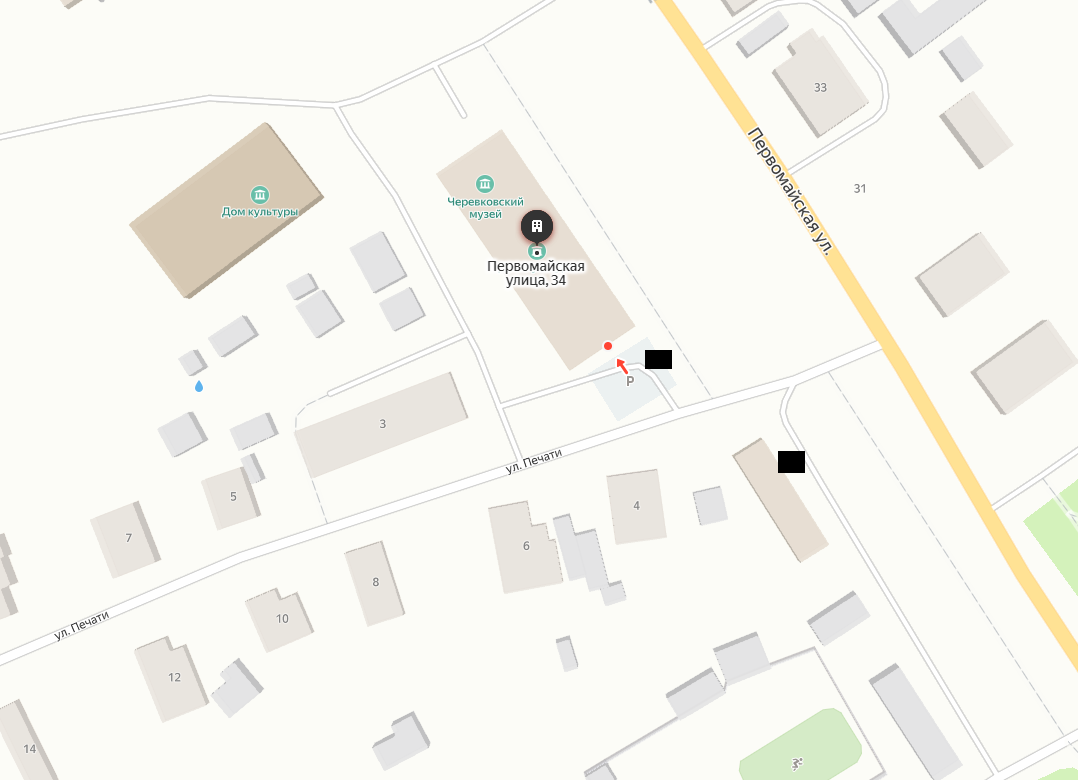 33
Первомайская ул.
31
Дом культуры
Черевковский
музей
Первомайская
улица, 34
P
3
ул. Печати
5
4
7
6
8
10
ул. Печати
12
14